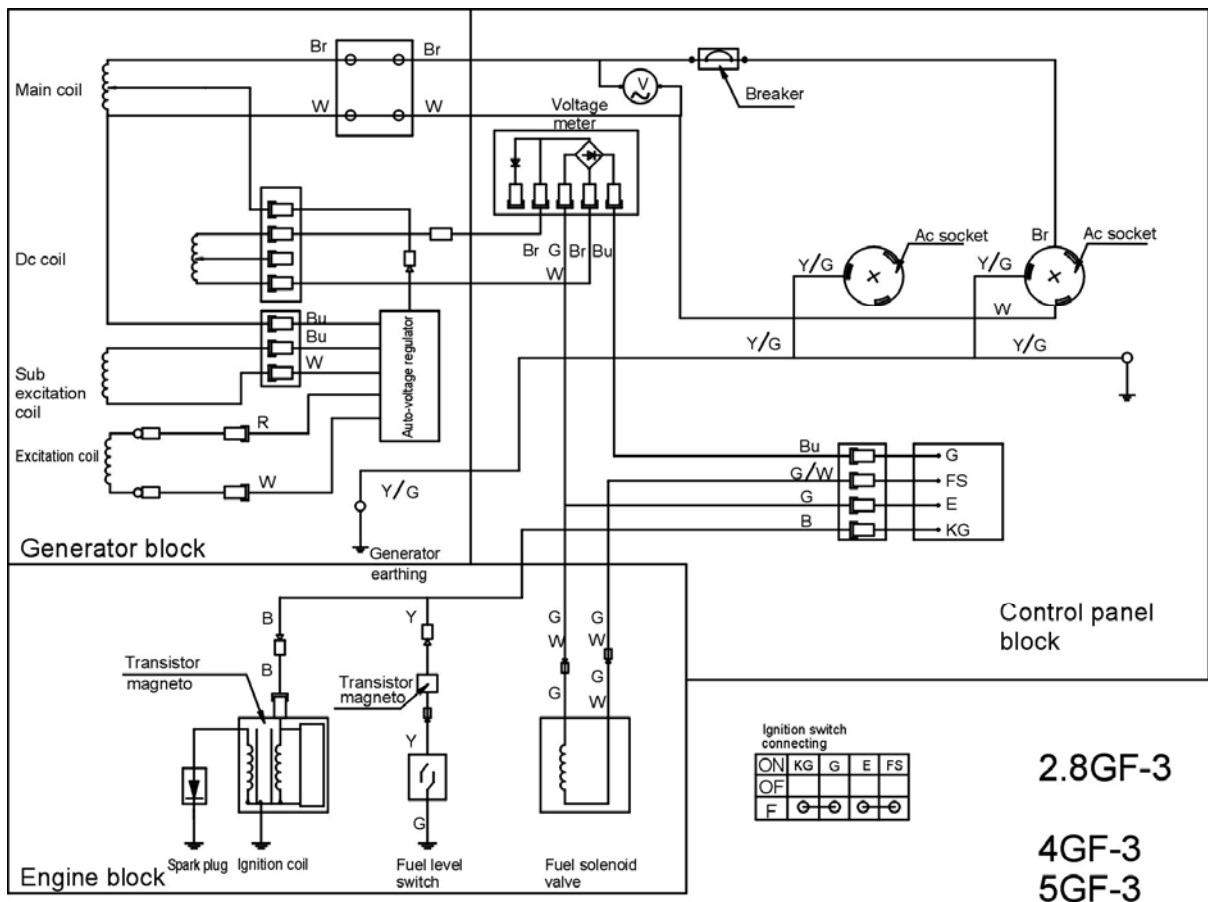 Br
Br
Main coil
W
W
V
Breaker
Voltage
meter
Dc coil
Br
G
Br
Bu
W
Ac socket
Ac socket
Br
Y/G
Y/G
W
Y/G
Y/G
Bu
Bu
W
Auto-voltage regulator
Sub
excitation
coil
R
Excitation coil
W
Y/G
Generator block
Generator
earthing
Bu
G/W
G
B
G
FS
E
KG
Control panel
block
B
B
Transistor
magneto
Y
Transistor
magneto
Y
G
G
W
G
G
W
G
W
Spark plug
Ignition coil
Fuel level
switch
Fuel solenoid
valve
Engine block
Ignition switch
connecting
ON KG G E FS
OF
F
2.8GF-3
4GF-3
5GF-3